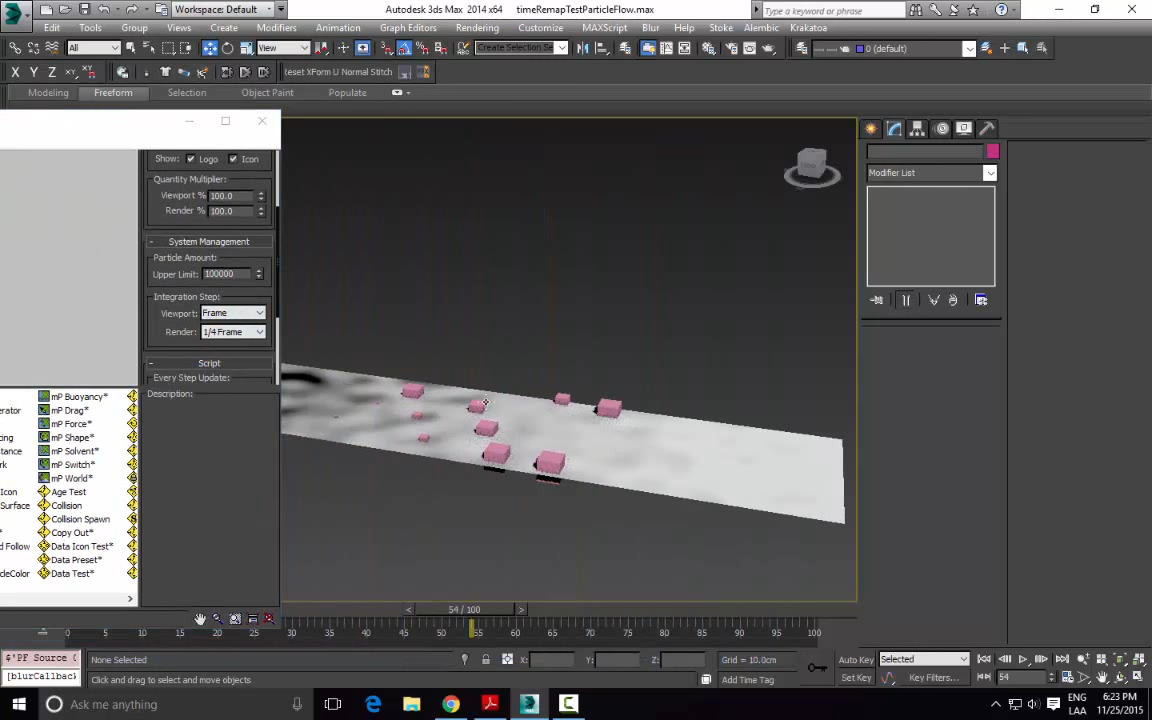 Workspace: Default
Autodesk 3ds Max 2014 x64
timeRemapTestParticleFlow.max
Type a keyword or phrase
Edit
Tools
Group
Views
Create
Modifiers
Animation
Graph Editors
Rendering
Customize
MAXScript
Blur
Help
Stoke
Alembic
Krakatoa
All
View
Create Selection Se
0 (default)
X Y Z XY
Reset XForm U Normal Stitch
Modeling
Freeform
Selection
Object Paint
Populate
Show:
Logo
Icon
Quantity Multiplier:
Viewport %
100.0
Render %
100.0
System Management
Particle Amount:
Upper Limit:
100000
Integration Step:
Viewport:
Frame
Render:
1/4 Frame
Script
Every Step Update:
Description:
Modifier List
mP Buoyancy*
erator
mP Drag*
mP Force*
cing
mP Shape*
stance
mP Solvent*
rk
mP Switch*
mP World*
Icon
Age Test
Surface
Collision
Collision Spawn
Copy Out*
d Follow
Data Icon Test*
Data Preset*
cleColor
Data Test*
< 54 / 100 >
0 5 10 15 20 25 30 35 40 45 50 55 60 65 70 75 80 85 90 95 100
$'PF Source (
[blurCallback
None Selected
Click and drag to select and move objects
X:
Y:
Z:
Grid = 10.0cm
Add Time Tag
Auto Key
Selected
Set Key
Key Filters...
54
Ask me anything
ENG
LAA
6:23 PM
11/25/2015